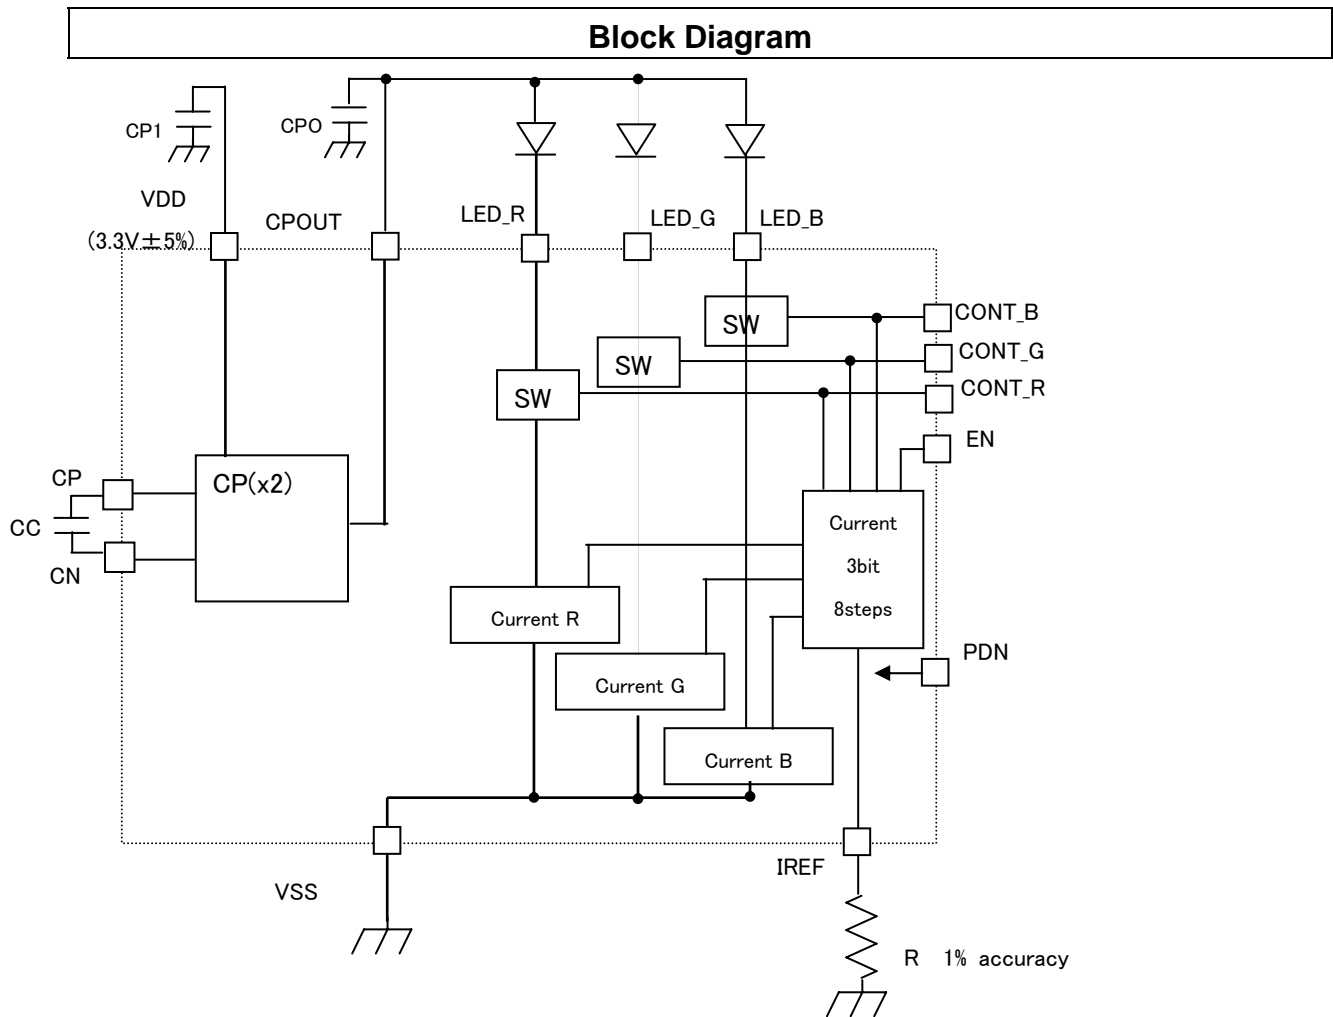 Block Diagram
CP1
CPO
VDD
(3.3V±5%)
CPOUT
LED_R
LED_G
LED_B
SW
SW
SW
CONT_B
CONT_G
CONT_R
EN
CP
CC
CN
CP(x2)
Current
3bit
8steps
Current R
Current G
Current B
PDN
IREF
VSS
R 1% accuracy